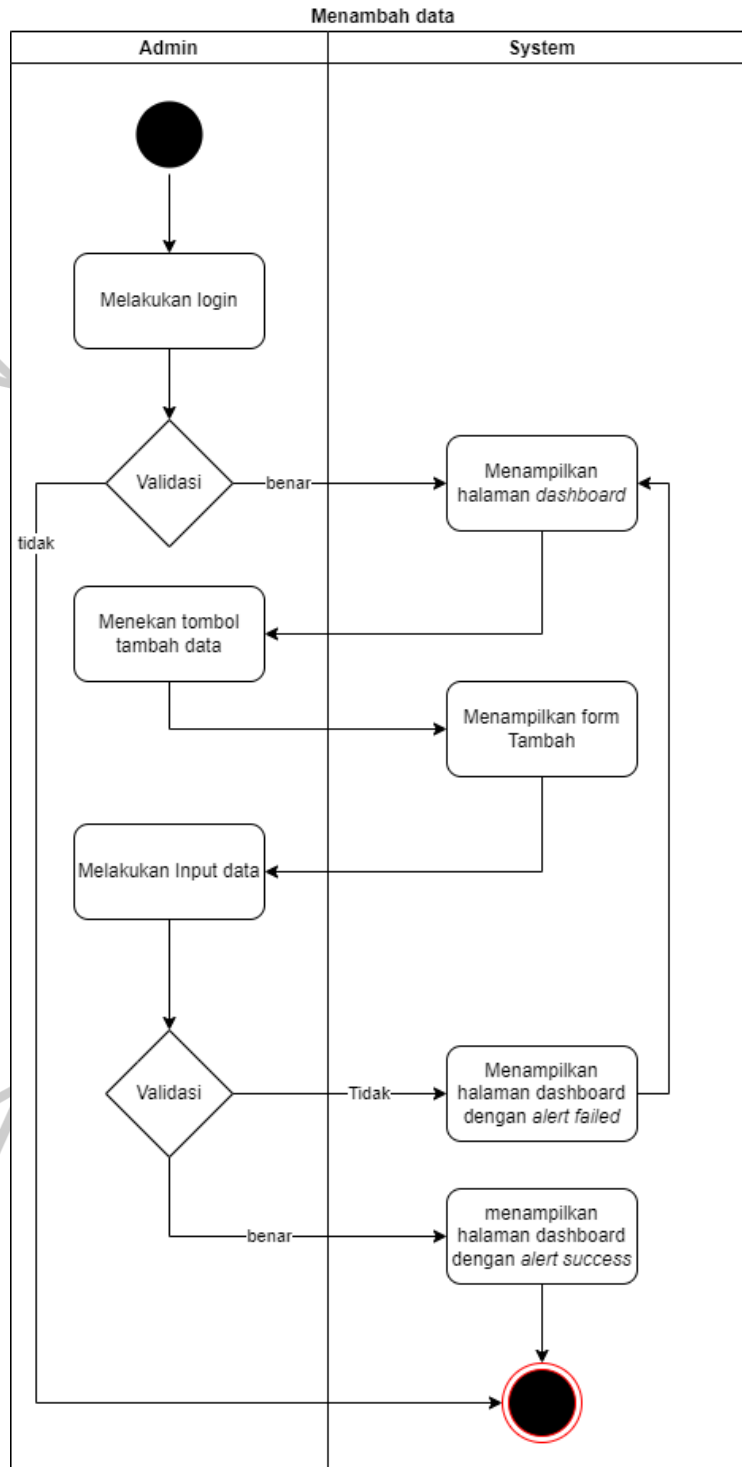 Menambah data
Admin
System
Melakukan login
Validasi
benar
Menampilkan
halaman dashboard
tidak
Menekan tombol
tambah data
Menampilkan form
Tambah
Melakukan Input data
Validasi
Tidak
Menampilkan
halaman dashboard
dengan alert failed
benar
menampilkan
halaman dashboard
dengan alert success